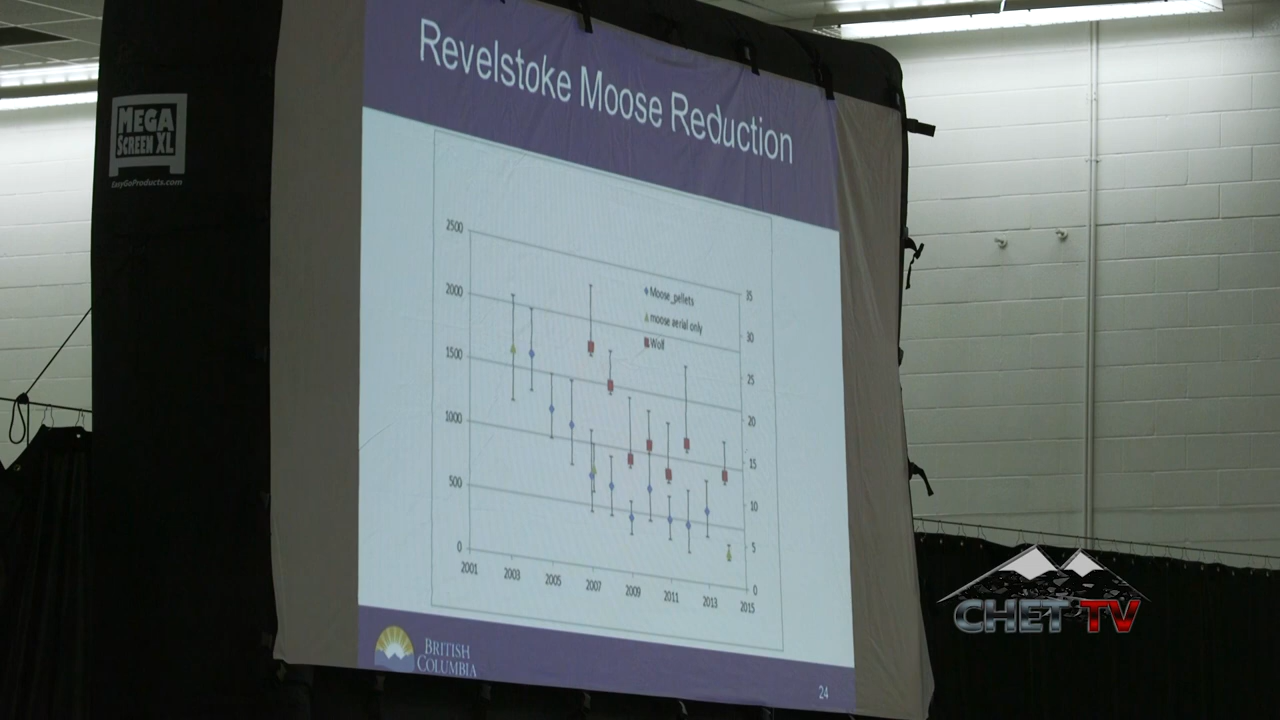 Revelstoke Moose Reduction
MEGA
SCREEN XL
EasyGoProducts.com
2500
2000
1500
1000
500
0
35
30
25
20
15
10
5
0
Moose_pellets
moose aerial only
Wolf
2001 2003 2005 2007 2009 2011 2013 2015
BRITISH
COLUMBIA
24
CHET TV